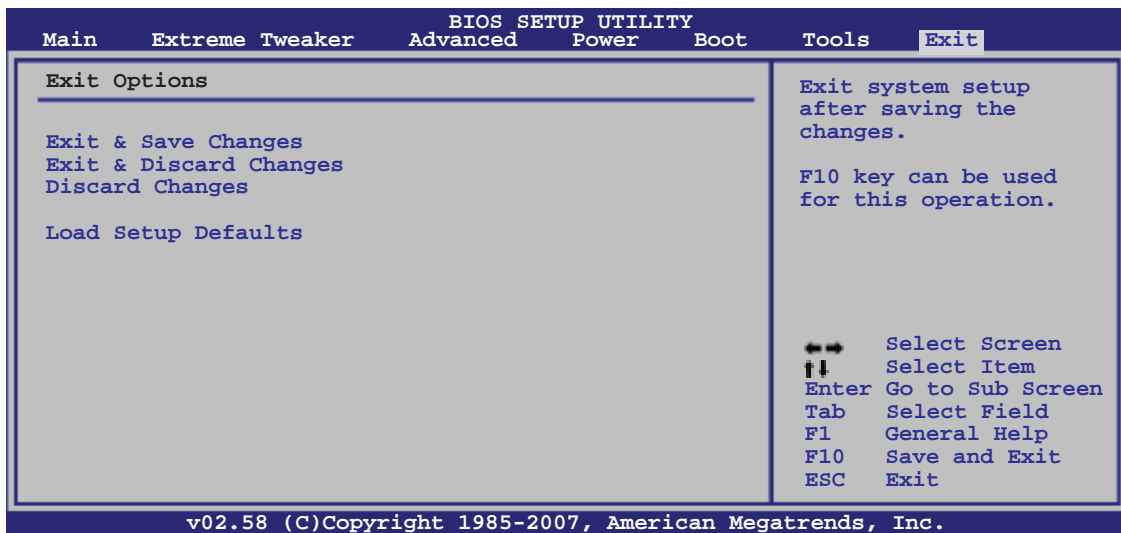 BIOS SETUP UTILITY
Main Extreme Tweaker Advanced Power Boot Tools Exit
Exit Options
Exit & Save Changes
Exit & Discard Changes
Discard Changes
Load Setup Defaults
Exit system setup
after saving the
changes.
F10 key can be used
for this operation.
Select Screen
Select Item
Enter Go to Sub Screen
Tab Select Field
F1 General Help
F10 Save and Exit
ESC Exit
v02.58 (C)Copyright 1985-2007, American Megatrends, Inc.